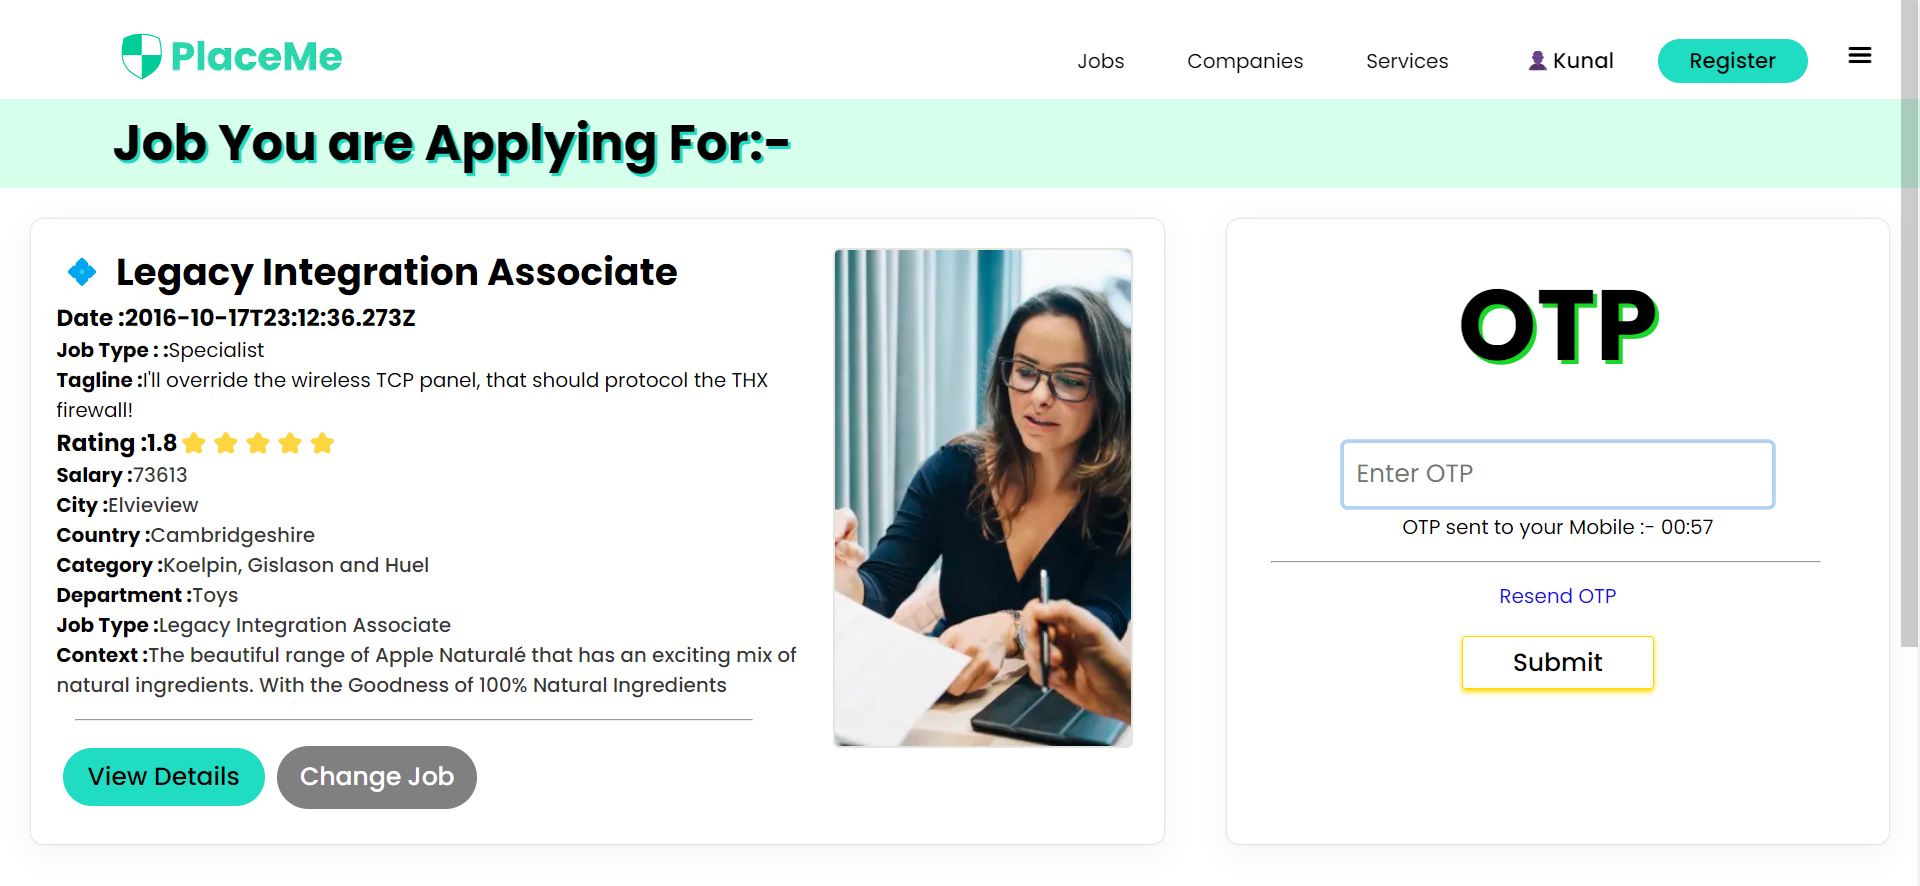 PlaceMe
Jobs
Companies
Services
Kunal
Register
Job You are Applying For:-
Legacy Integration Associate
Date :2016-10-17T23:12:36.273Z
Job Type : :Specialist
Tagline :I'll override the wireless TCP panel, that should protocol the THX
firewall!
Rating :1.8
Salary :73613
City :Elvieview
Country :Cambridgeshire
Category :Koelpin, Gislason and Huel
Department :Toys
Job Type :Legacy Integration Associate
Context :The beautiful range of Apple Naturalé that has an exciting mix of
natural ingredients. With the Goodness of 100% Natural Ingredients
View Details
Change Job
OTP
Enter OTP
OTP sent to your Mobile :- 00:57
Resend OTP
Submit